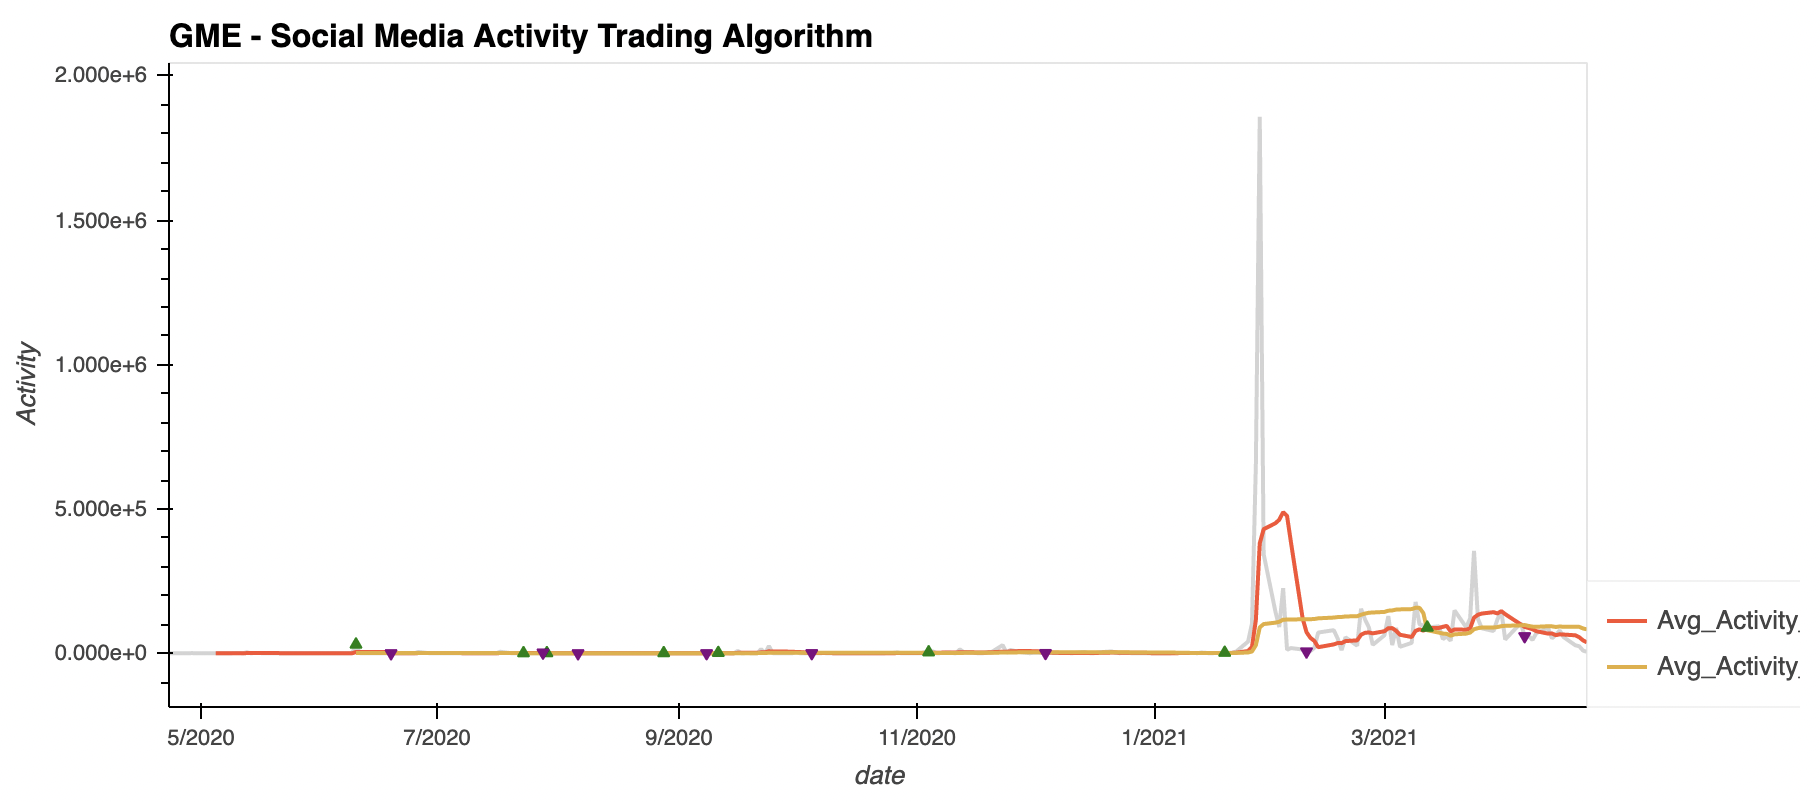 GME - Social Media Activity Trading Algorithm
2.000e+6
1.500e+6
1.000e+6
5.000e+5
0.000e+0
Activity
5/2020
7/2020
9/2020
11/2020
1/2021
3/2021
date
Avg_Activity_
Avg_Activity_